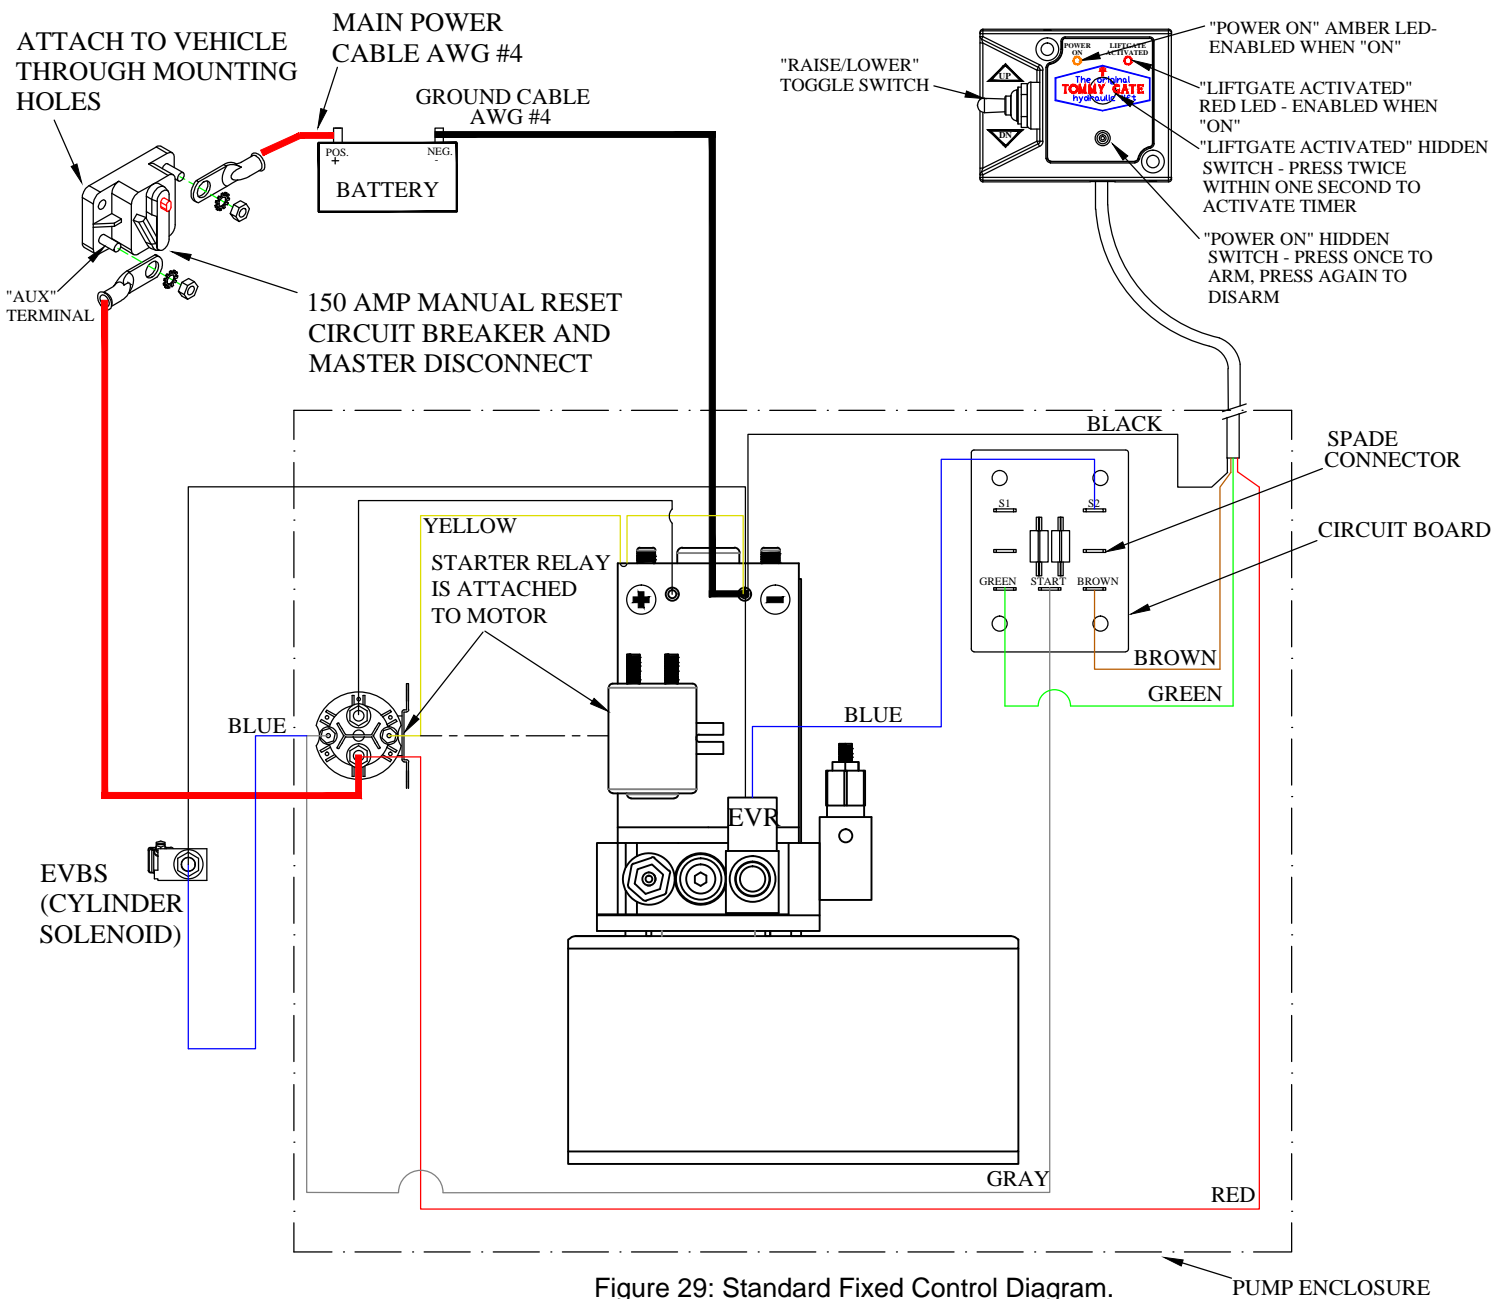 ATTACH TO VEHICLE
THROUGH MOUNTING
HOLES
MAIN POWER
CABLE AWG #4
GROUND CABLE
AWG #4
POS.
+
NEG.
-
BATTERY
"AUX"
TERMINAL
150 AMP MANUAL RESET
CIRCUIT BREAKER AND
MASTER DISCONNECT
"RAISE/LOWER"
TOGGLE SWITCH
UP
DN
POWER
ON
LIFTGATE
ACTIVATED
The original
TOMMY GATE
hydraulic lift
"POWER ON" AMBER LED-
ENABLED WHEN "ON"
"LIFTGATE ACTIVATED"
RED LED - ENABLED WHEN
"ON"
"LIFTGATE ACTIVATED" HIDDEN
SWITCH - PRESS TWICE
WITHIN ONE SECOND TO
ACTIVATE TIMER
"POWER ON" HIDDEN
SWITCH - PRESS ONCE TO
ARM, PRESS AGAIN TO
DISARM
BLACK
SPADE
CONNECTOR
CIRCUIT BOARD
S1
S2
GREEN
START
BROWN
BROWN
GREEN
YELLOW
STARTER RELAY
IS ATTACHED
TO MOTOR
BLUE
BLUE
EVR
EVBS
(CYLINDER
SOLENOID)
GRAY
RED
Figure 29: Standard Fixed Control Diagram.
PUMP ENCLOSURE